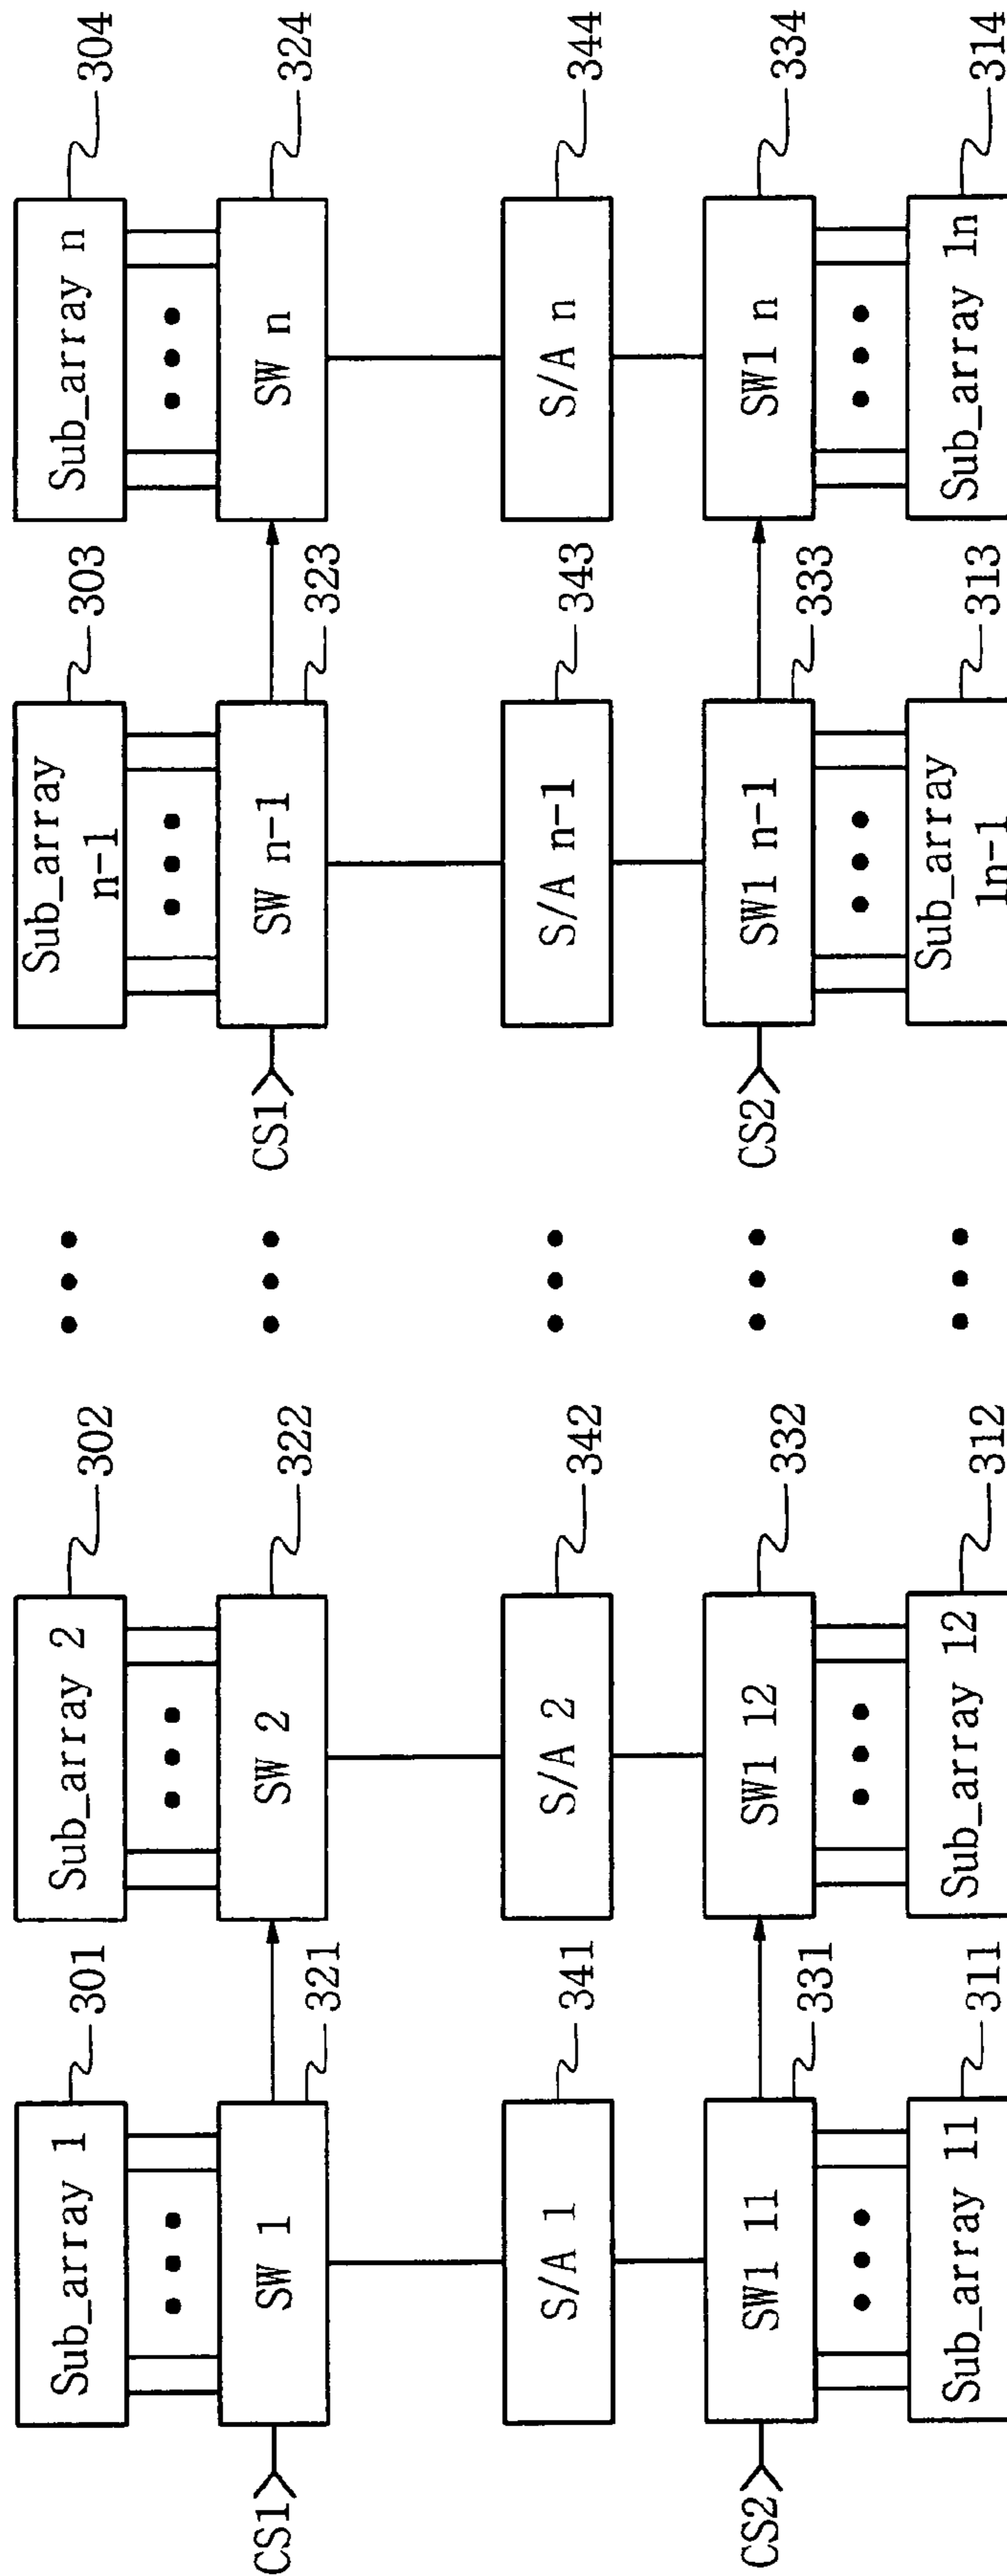 Sub_array 1
301
Sub_array 2
302
Sub_array
n-1
303
Sub_array n
304
CS1
SW 1
321
SW 2
322
CS1
SW n-1
323
SW n
324
S/A 1
341
S/A 2
342
S/A n-1
343
S/A n
344
CS2
SW1 11
331
SW1 12
332
CS2
SW1 n-1
333
SW1 n
334
Sub_array 11
311
Sub_array 12
312
Sub_array
1n-1
313
Sub_array 1n
314